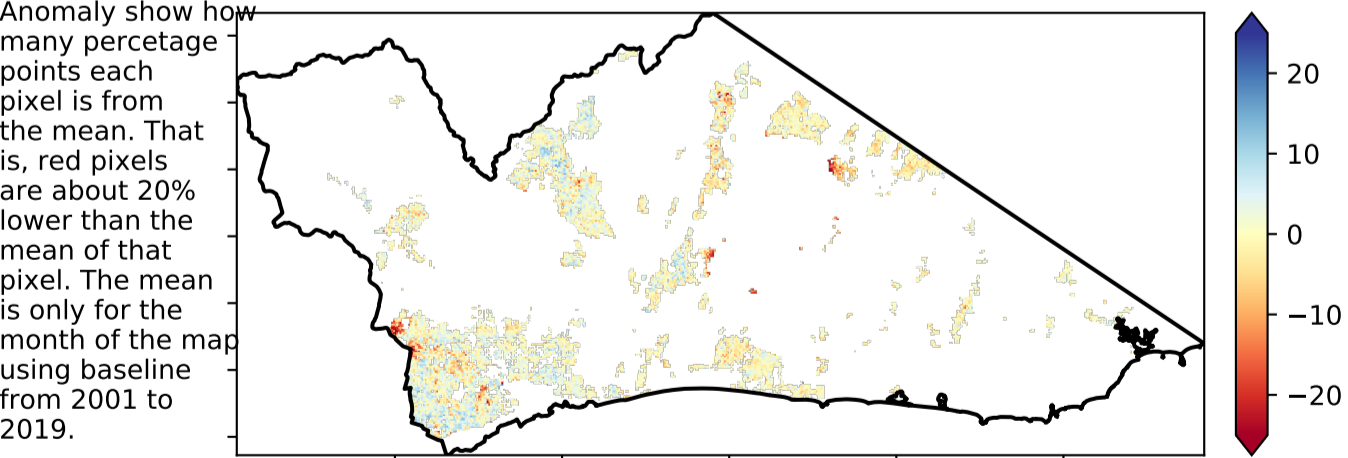 Anomaly show how
many percetage
points each
pixel is from
the mean. That
is, red pixels
are about 20%
lower than the
mean of that
pixel. The mean
is only for the
month of the map
using baseline
from 2001 to
2019.
20
10
0
−10
−20